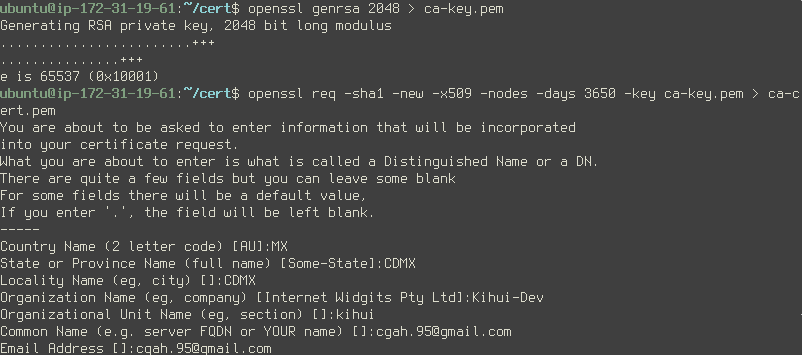 ubuntu@ip-172-31-19-61:~/cert$ openssl genrsa 2048 > ca-key.pem
Generating RSA private key, 2048 bit long modulus
.........................+++
...............+++
e is 65537 (0x10001)
ubuntu@ip-172-31-19-61:~/cert$ openssl req -sha1 -new -x509 -nodes -days 3650 -key ca-key.pem > ca-c
ert.pem
You are about to be asked to enter information that will be incorporated
into your certificate request.
What you are about to enter is what is called a Distinguished Name or a DN.
There are quite a few fields but you can leave some blank
For some fields there will be a default value,
If you enter '.', the field will be left blank.
-----
Country Name (2 letter code) [AU]:MX
State or Province Name (full name) [Some-State]:CDMX
Locality Name (eg, city) []:CDMX
Organization Name (eg, company) [Internet Widgits Pty Ltd]:Kihui-Dev
Organizational Unit Name (eg, section) []:kihui
Common Name (e.g. server FQDN or YOUR name) []:cgah.95@gmail.com
Email Address []:cgah.95@gmail.com